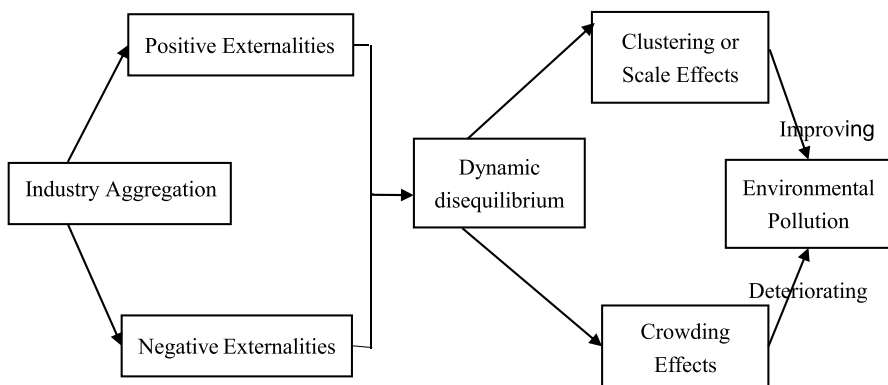 Positive Externalities
Clustering or
Scale Effects
Improving
Industry Aggregation
Dynamic
disequilibrium
Environmental
Pollution
Deteriorating
Negative Externalities
Crowding
Effects